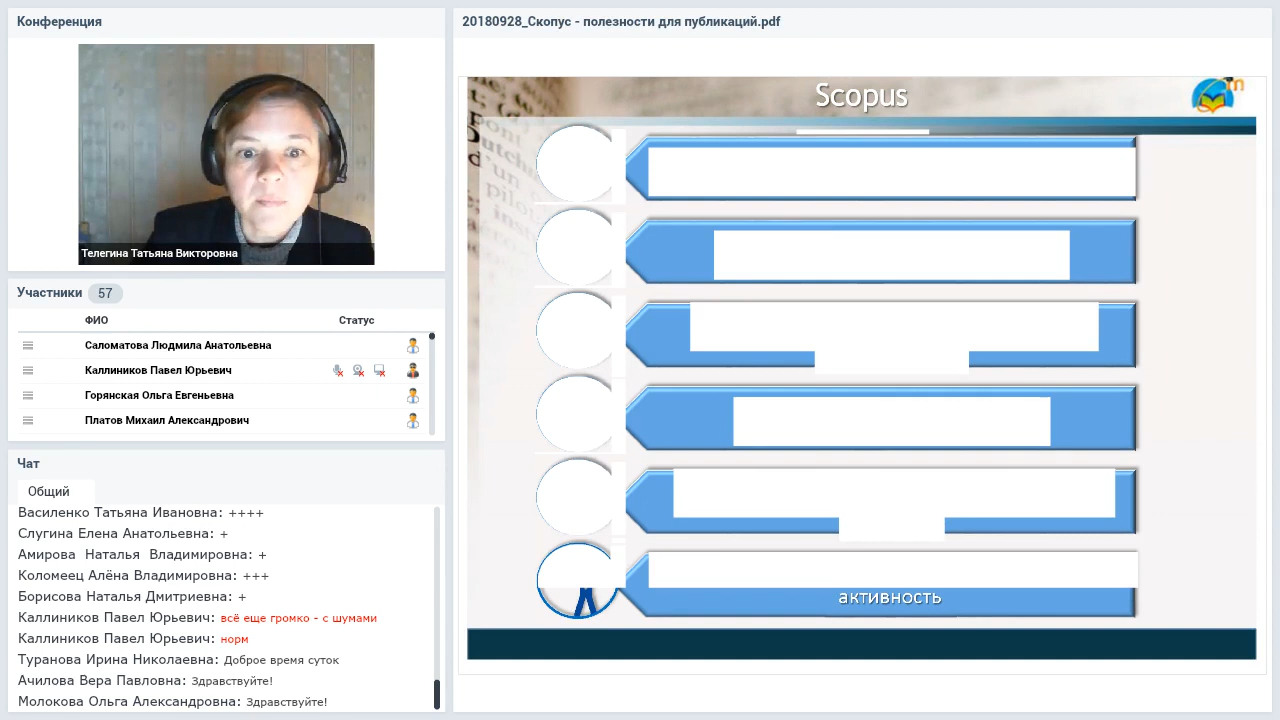 Конференция
Телегина Татьяна Викторовна
Участники 57
ФИО Статус
Саломатова Людмила Анатольевна
Каллиников Павел Юрьевич
Горянская Ольга Евгеньевна
Платов Михаил Александрович
Чат
Общий
Василенко Татьяна Ивановна: ++++
Слугина Елена Анатольевна: +
Амирова Наталья Владимировна: +
Коломеец Алёна Владимировна: +++
Борисова Наталья Дмитриевна: +
Каллиников Павел Юрьевич: всё еще громко - с шумами
Каллиников Павел Юрьевич: норм
Туранова Ирина Николаевна: Доброе время суток
Ачилова Вера Павловна: Здравствуйте!
Молокова Ольга Александровна: Здравствуйте!
20180928_Скопус - полезности для публикаций.pdf
Scopus
активность